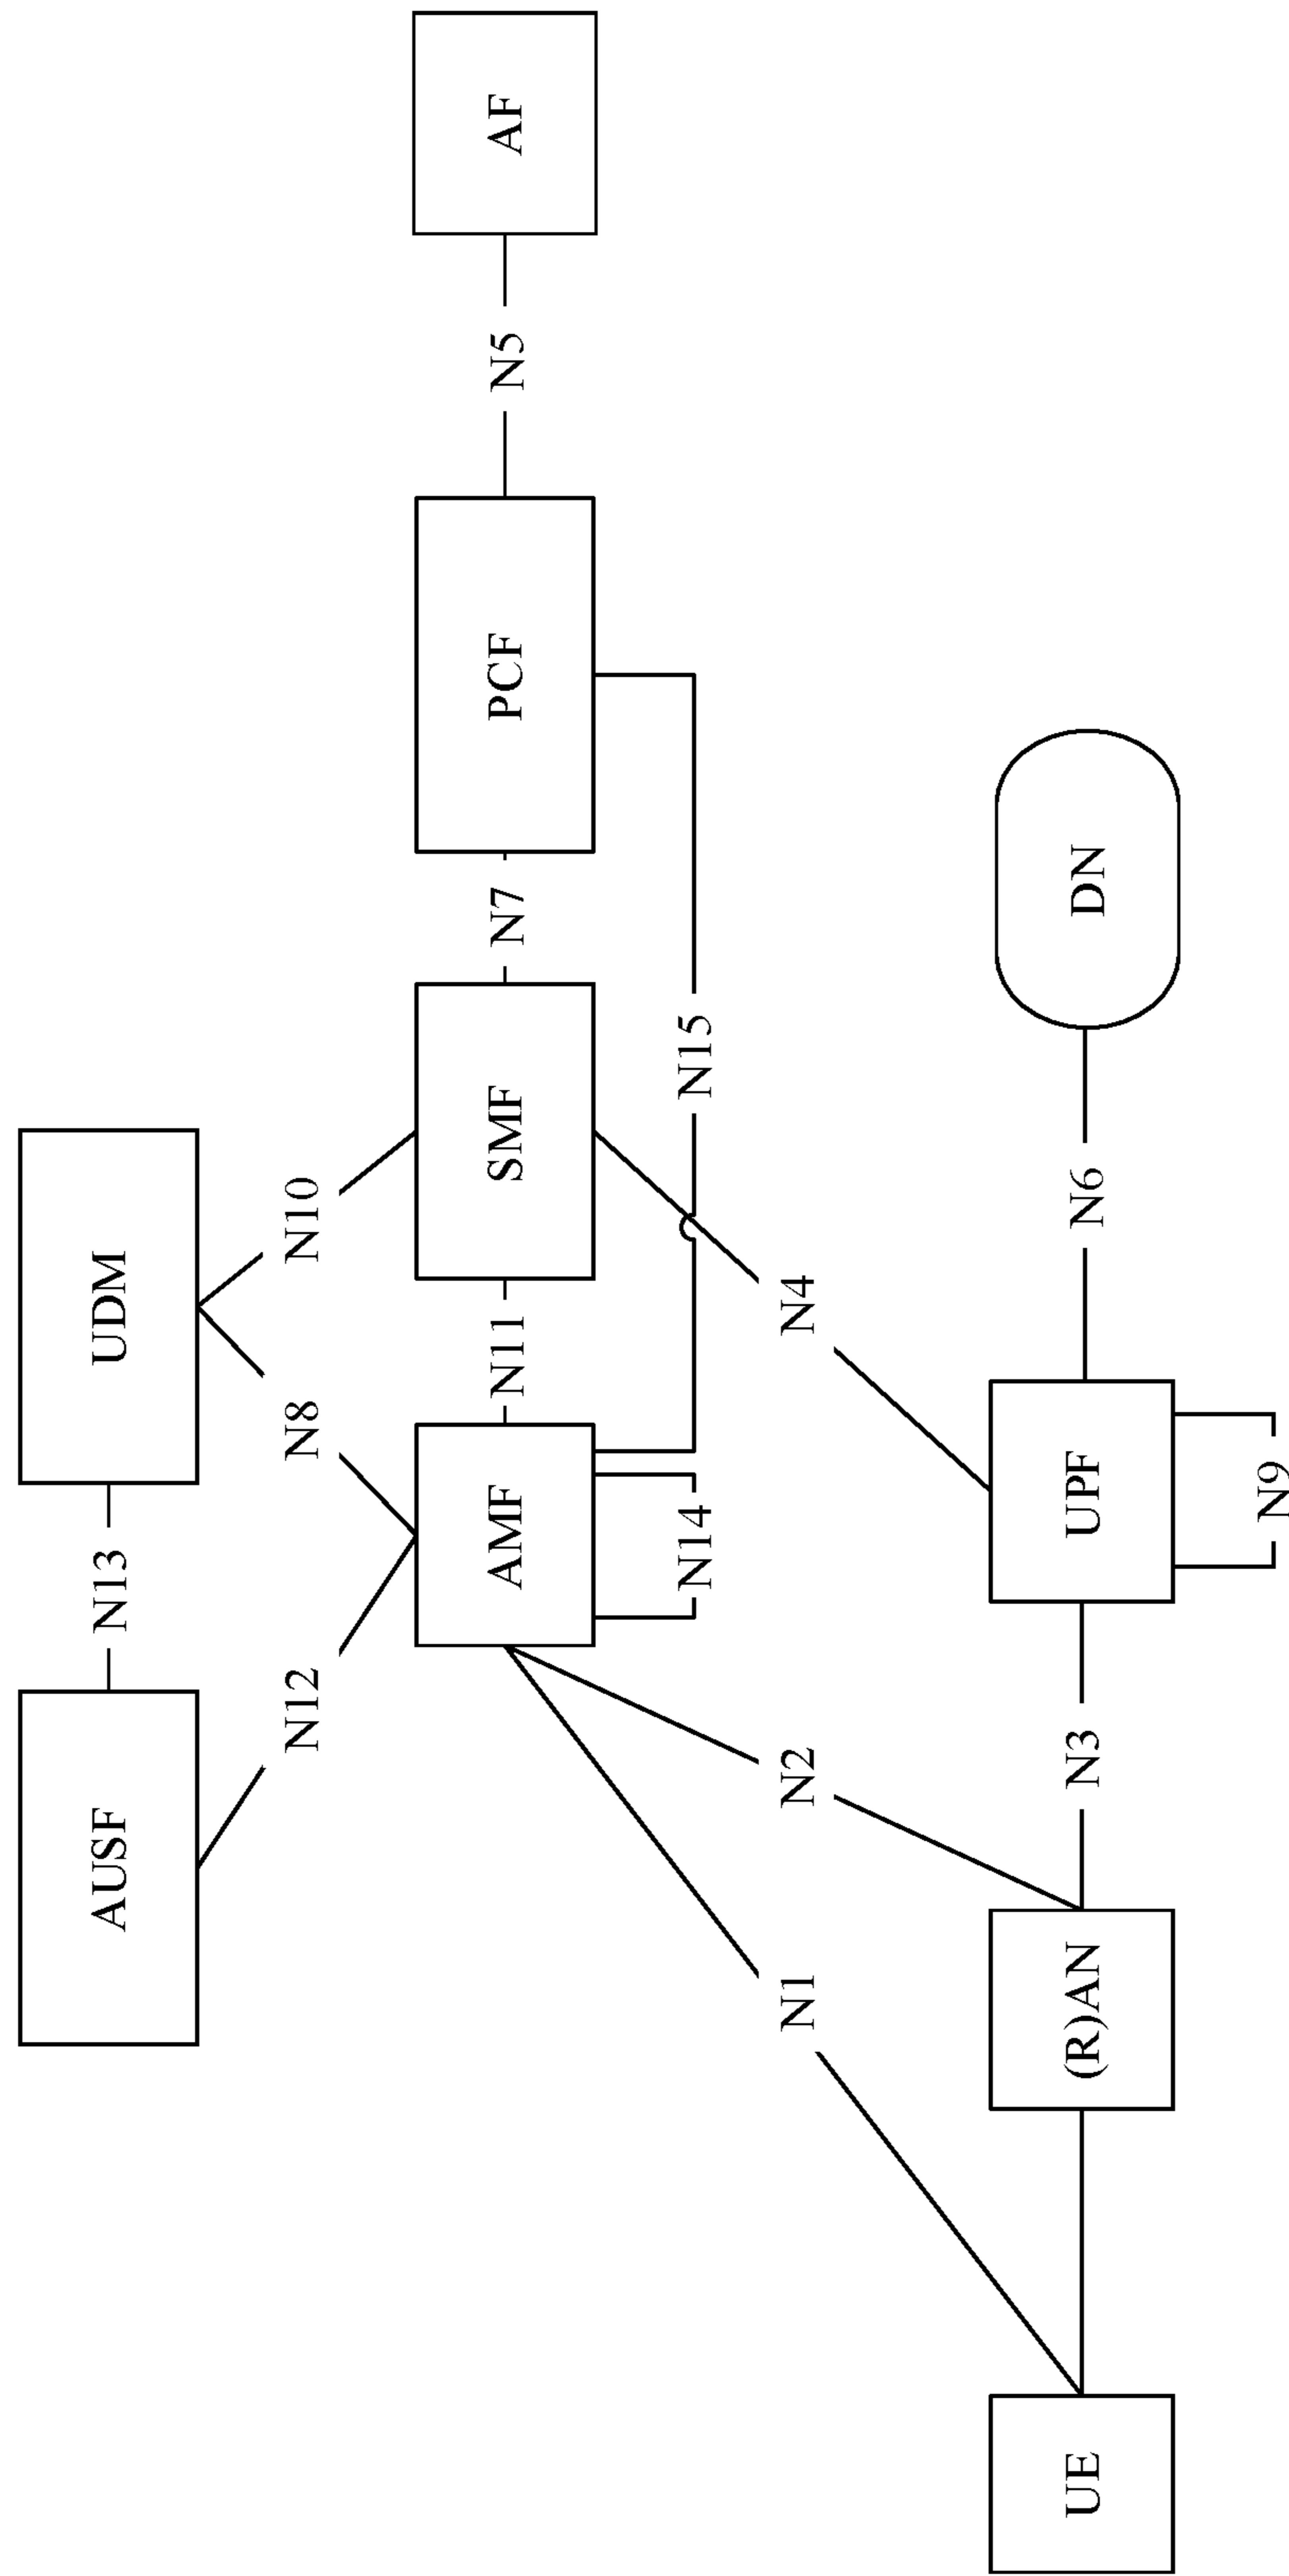 AUSF
N13
UDM
N12
N8
N10
AMF
N11
SMF
N7
PCF
N5
AF
N14
N15
N1
N2
N4
UE
(R)AN
N3
UPF
N6
DN
N9